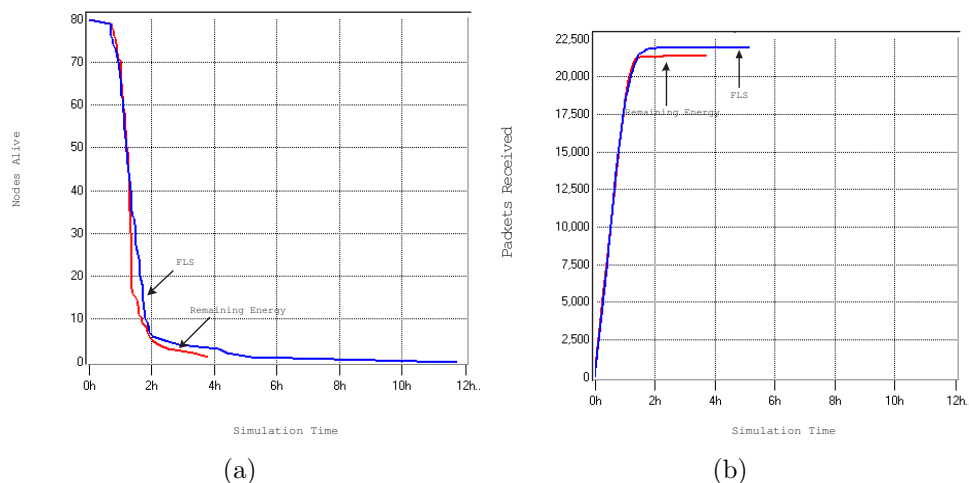 80
70
60
50
40
30
20
10
0
Nodes Alive
FLS
Remaining Energy
0h 2h 4h 6h 8h 10h 12h..
Simulation Time
(a)
22,500
20,000
17,500
15,000
12,500
10,000
7,500
5,000
2,500
0
Packets Received
FLS
Remaining Energy
0h 2h 4h 6h 8h 10h 12h.
Simulation Time
(b)